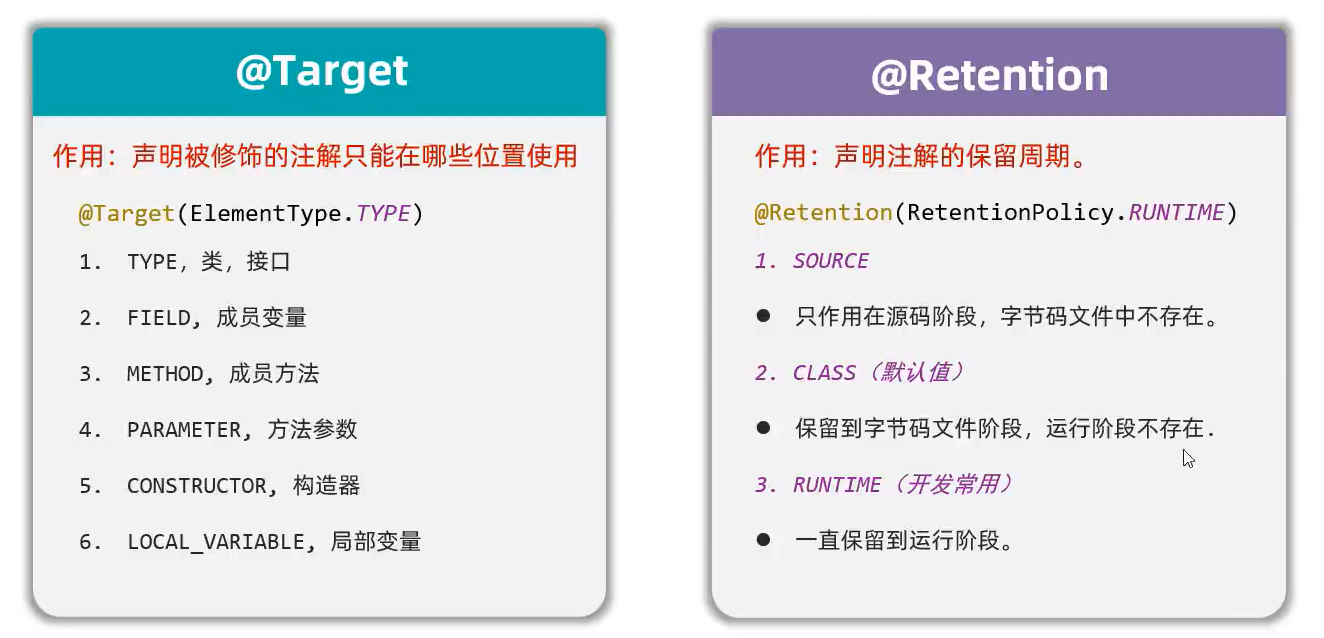 @Target
作用：声明被修饰的注解只能在哪些位置使用
@Target(ElementType.TYPE)
1. TYPE，类，接口
2. FIELD, 成员变量
3. METHOD, 成员方法
4. PARAMETER, 方法参数
5. CONSTRUCTOR, 构造器
6. LOCAL_VARIABLE, 局部变量
@Retention
作用：声明注解的保留周期。
@Retention(RetentionPolicy.RUNTIME)
1. SOURCE
● 只作用在源码阶段，字节码文件中不存在。
2. CLASS（默认值）
● 保留到字节码文件阶段，运行阶段不存在.
3. RUNTIME（开发常用）
● 一直保留到运行阶段。